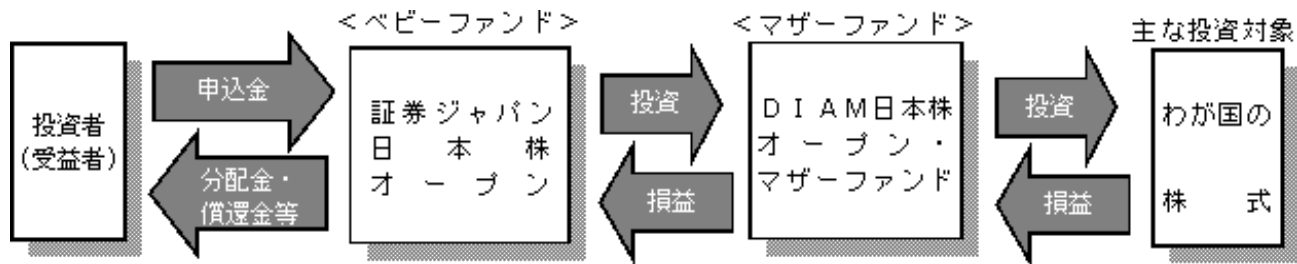 ＜ベビーファンド＞
＜マザーファンド＞
主な投資対象
投資者
(受益者)
申込金
分配金・
償還金等
証券ジャパン
日本株
オープン
投資
損益
ＤＩＡＭ日本株
オープン・
マザーファンド
投資
損益
わが国の
株式